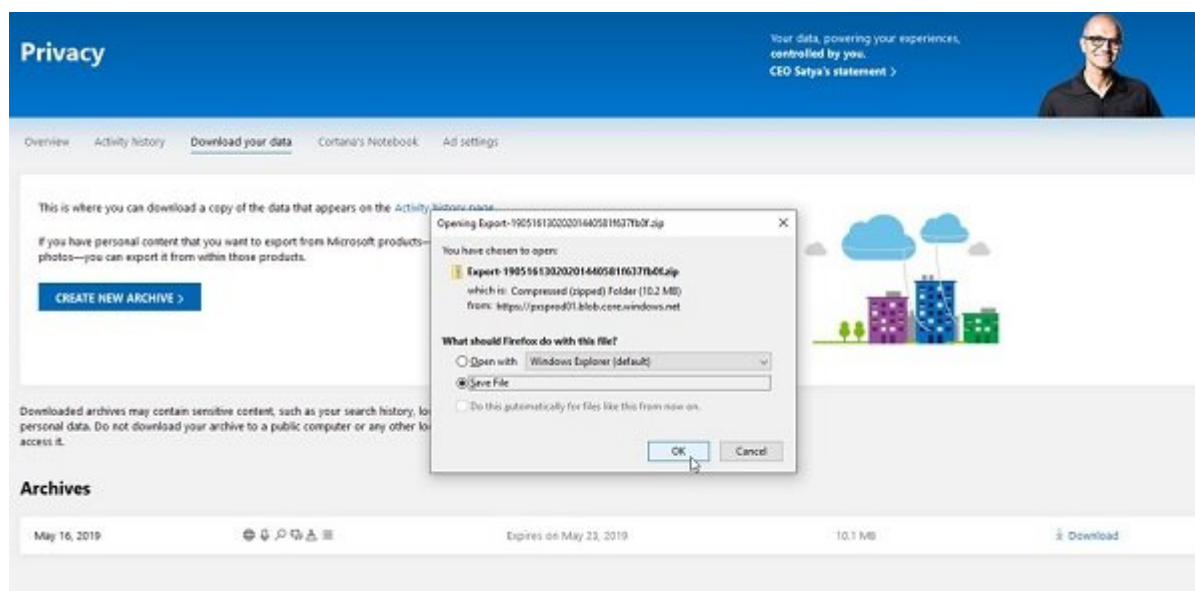 Privacy
Your data, powering your experiences,
controlled by you.
CEO Satya's statement >
Overview Activity history Download your data Cortana's Notebook Ad settings
This is where you can download a copy of the data that appears on the Activity history page.
If you have personal content that you want to export from Microsoft products—
photos—you can export it from within those products.
CREATE NEW ARCHIVE >
Opening Export-
You have chosen to open:
which is: Compressed (zipped) Folder (10.2 MB)
from: https://pxsprod01.blob.core.windows.net
What should Firefox do with this file?
Open with Windows Explorer (default)
Save File
Do this automatically for files like this from now on.
OK Cancel
Downloaded archives may contain sensitive content, such as your search history, lo
personal data. Do not download your archive to a public computer or any other lo
access it.
Archives
May 16, 2019 Expires on May 23, 2019 10.1 MB Download